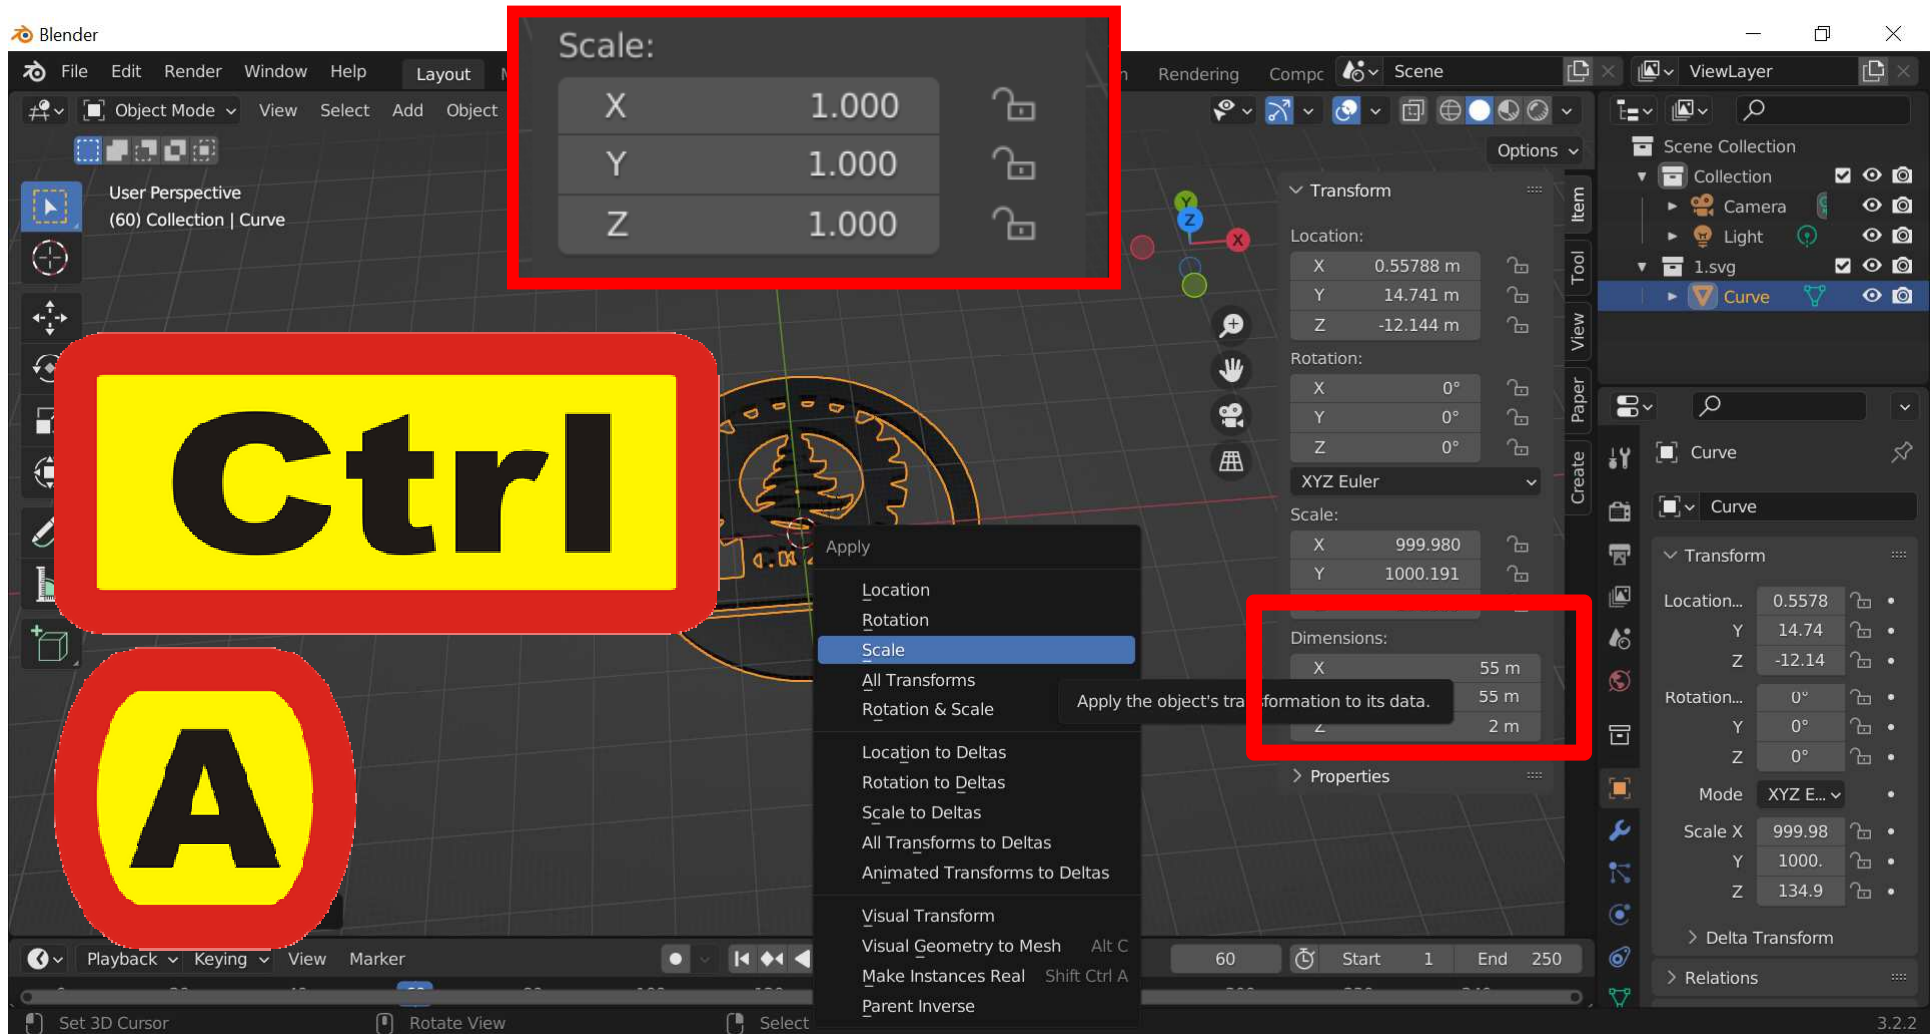 Blender
File Edit Render Window Help Layout
Rendering Compc Scene ViewLayer
Object Mode View Select Add Object
Options
User Perspective
(60) Collection | Curve
Scale:
X 1.000
Y 1.000
Z 1.000
Y
Z
X
Transform
Location:
X 0.55788 m
Y 14.741 m
Z -12.144 m
Rotation:
X 0°
Y 0°
Z 0°
XYZ Euler
Scale:
X 999.980
Y 1000.191
Dimensions:
X 55 m
55 m
Z 2 m
Properties
Item
Tool
View
Paper
Create
Scene Collection
Collection
Camera
Light
1.svg
Curve
Curve
Curve
Transform
Location... 0.5578
Y 14.74
Z -12.14
Rotation... 0°
Y 0°
Z 0°
Mode XYZ E...
Scale X 999.98
Y 1000.
Z 134.9
Delta Transform
Relations
Ctrl
A
Apply
Location
Rotation
Scale
All Transforms
Rotation & Scale
Location to Deltas
Rotation to Deltas
Scale to Deltas
All Transforms to Deltas
Animated Transforms to Deltas
Visual Transform
Visual Geometry to Mesh Alt C
Make Instances Real Shift Ctrl A
Parent Inverse
Apply the object's transformation to its data.
Playback Keying View Marker
60 Start 1 End 250
Set 3D Cursor Rotate View Select
3.2.2